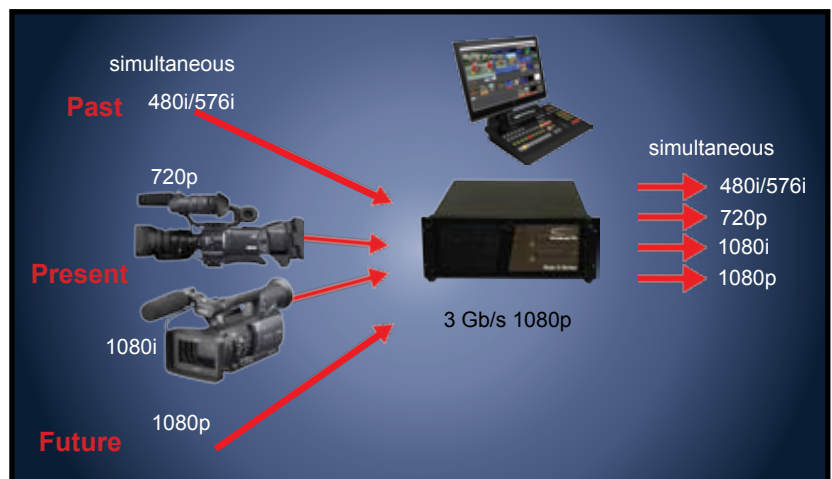 simultaneous
Past 480i/576i
720p
Present
1080i
1080p
Future
3 Gb/s 1080p
simultaneous
480i/576i
720p
1080i
1080p